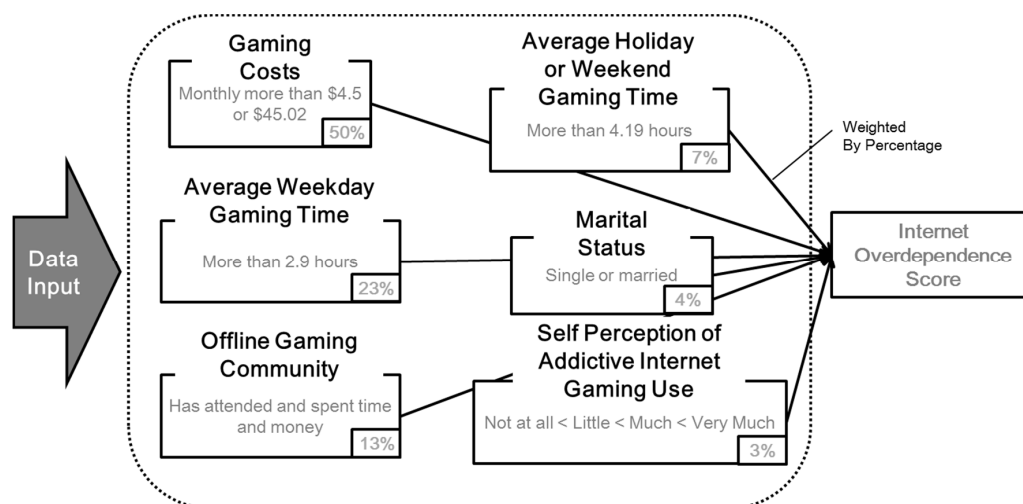 Data
Input
Gaming
Costs
Monthly more than $4.5
or $45.02
50%
Average Holiday
or Weekend
Gaming Time
More than 4.19 hours
7%
Weighted
By Percentage
Average Weekday
Gaming Time
More than 2.9 hours
23%
Marital
Status
Single or married
4%
Internet
Overdependence
Score
Offline Gaming
Community
Has attended and spent time
and money
13%
Self Perception of
Addictive Internet
Gaming Use
Not at all < Little < Much < Very Much
3%